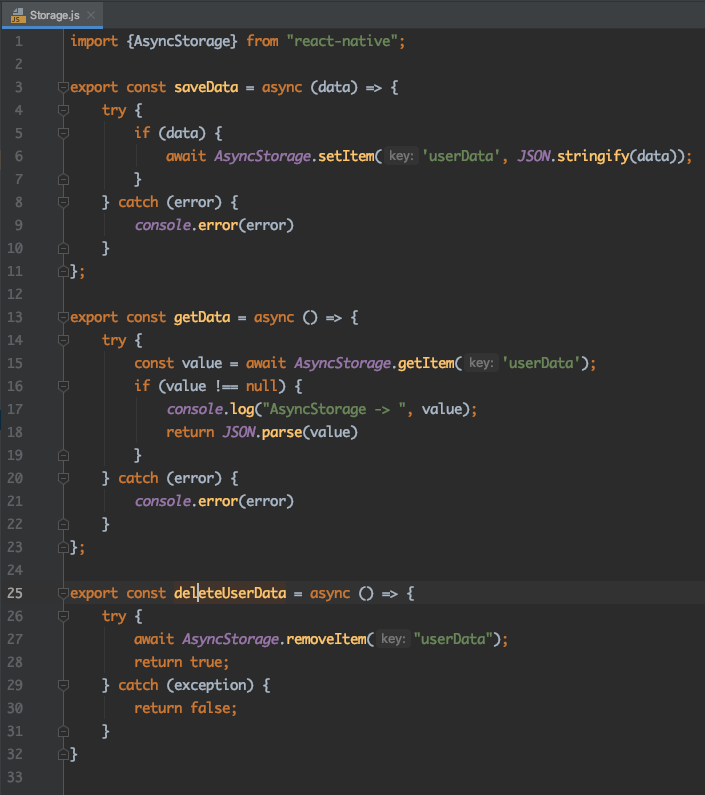 Storage.js
1 import {AsyncStorage} from "react-native";
2
3 export const saveData = async (data) => {
4     try {
5         if (data) {
6             await AsyncStorage.setItem( key: 'userData', JSON.stringify(data));
7         }
8     } catch (error) {
9         console.error(error)
10     }
11 };
12
13 export const getData = async () => {
14     try {
15         const value = await AsyncStorage.getItem( key: 'userData');
16         if (value !== null) {
17             console.log("AsyncStorage -> ", value);
18             return JSON.parse(value)
19         }
20     } catch (error) {
21         console.error(error)
22     }
23 };
24
25 export const deleteUserData = async () => {
26     try {
27         await AsyncStorage.removeItem( key: "userData");
28         return true;
29     } catch (exception) {
30         return false;
31     }
32 }
33